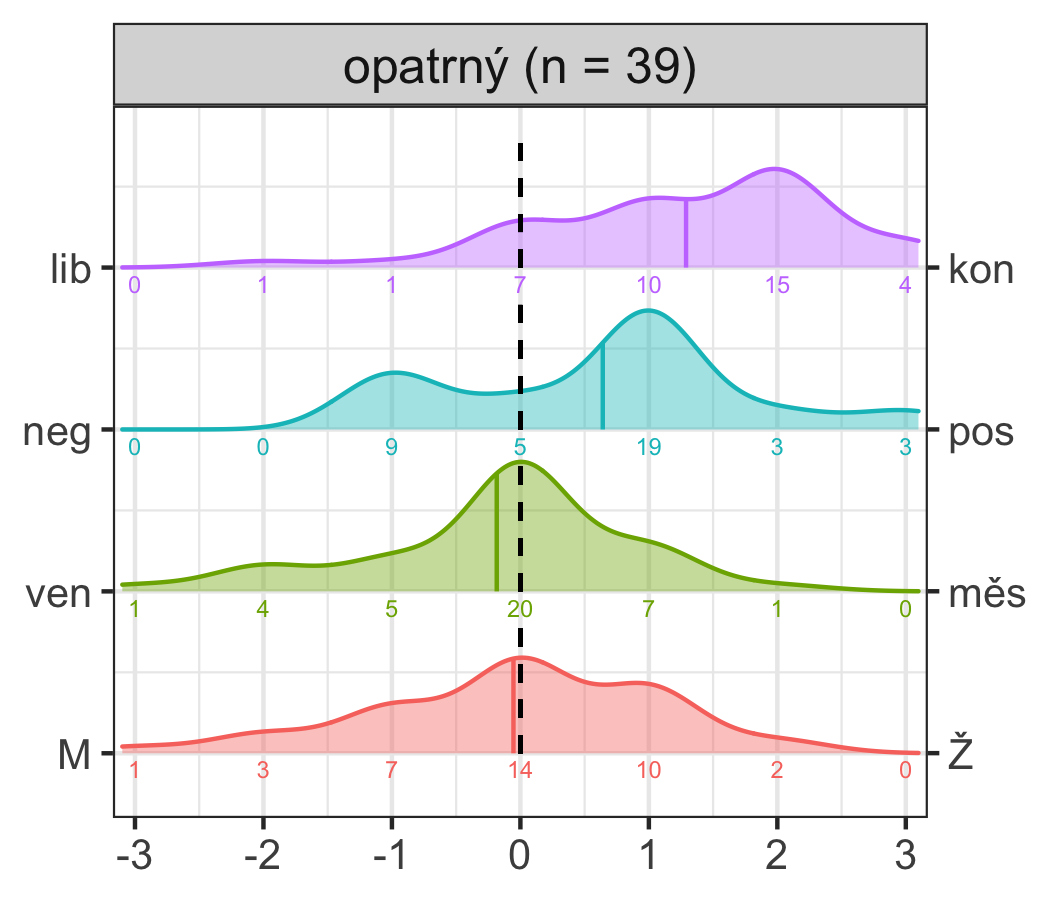 opatrný (n = 39)
lib kon
0 1 1 7 10 15 4
neg pos
0 0 9 5 19 3 3
ven měs
1 4 5 20 7 1 0
M Ž
1 3 7 14 10 2 0
-3 -2 -1 0 1 2 3